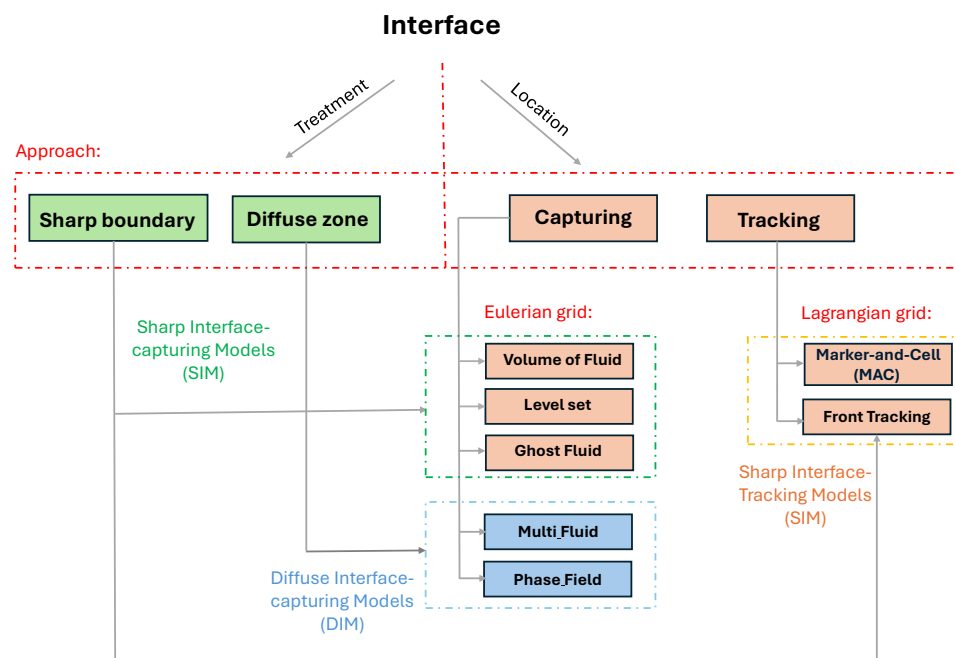 Interface
Treatment
Location
Approach:
Sharp boundary
Diffuse zone
Capturing
Tracking
Sharp Interface-
capturing Models
(SIM)
Eulerian grid:
Volume of Fluid
Level set
Ghost Fluid
Lagrangian grid:
Marker-and-Cell
(MAC)
Front Tracking
Sharp Interface-
Tracking Models
(SIM)
Multi_Fluid
Phase_Field
Diffuse Interface-
capturing Models
(DIM)